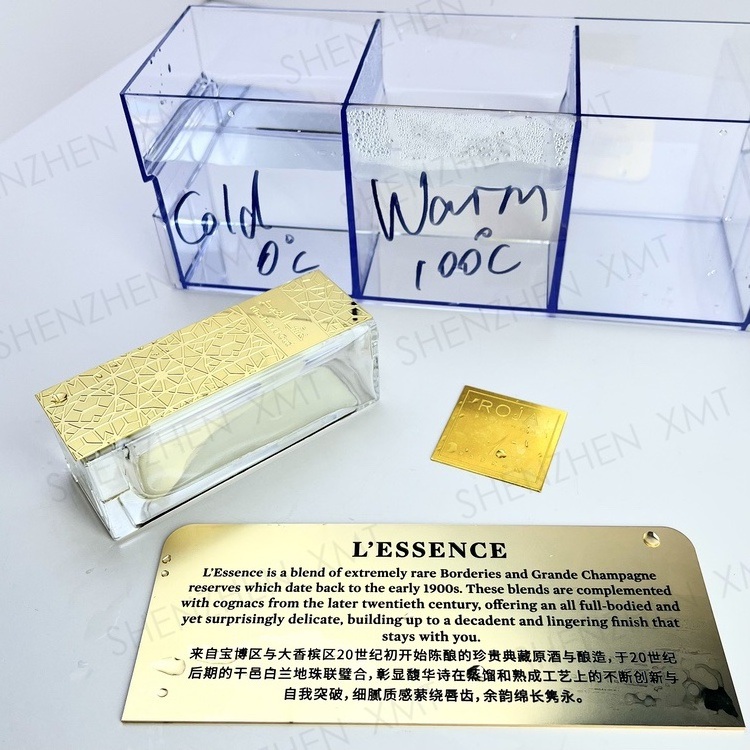 SHENZHEN XMT
Cold
0°C
Warm
100°C
'ROJA
L'ESSENCE
L'Essence is a blend of extremely rare Borderies and Grande Champagne
reserves which date back to the early 1900s. These blends are complemented
with cognacs from the later twentieth century, offering an all full-bodied and
yet surprisingly delicate, building up to a decadent and lingering finish that
stays with you.
来自宝博区与大香槟区20世纪初开始陈酿的珍贵典藏原酒与酿造，于20世纪
后期的干邑白兰地珠联璧合，彰显馥华诗在蒸馏和熟成工艺上的不断创新与
自我突破，细腻质感萦绕唇齿，余韵绵长隽永。